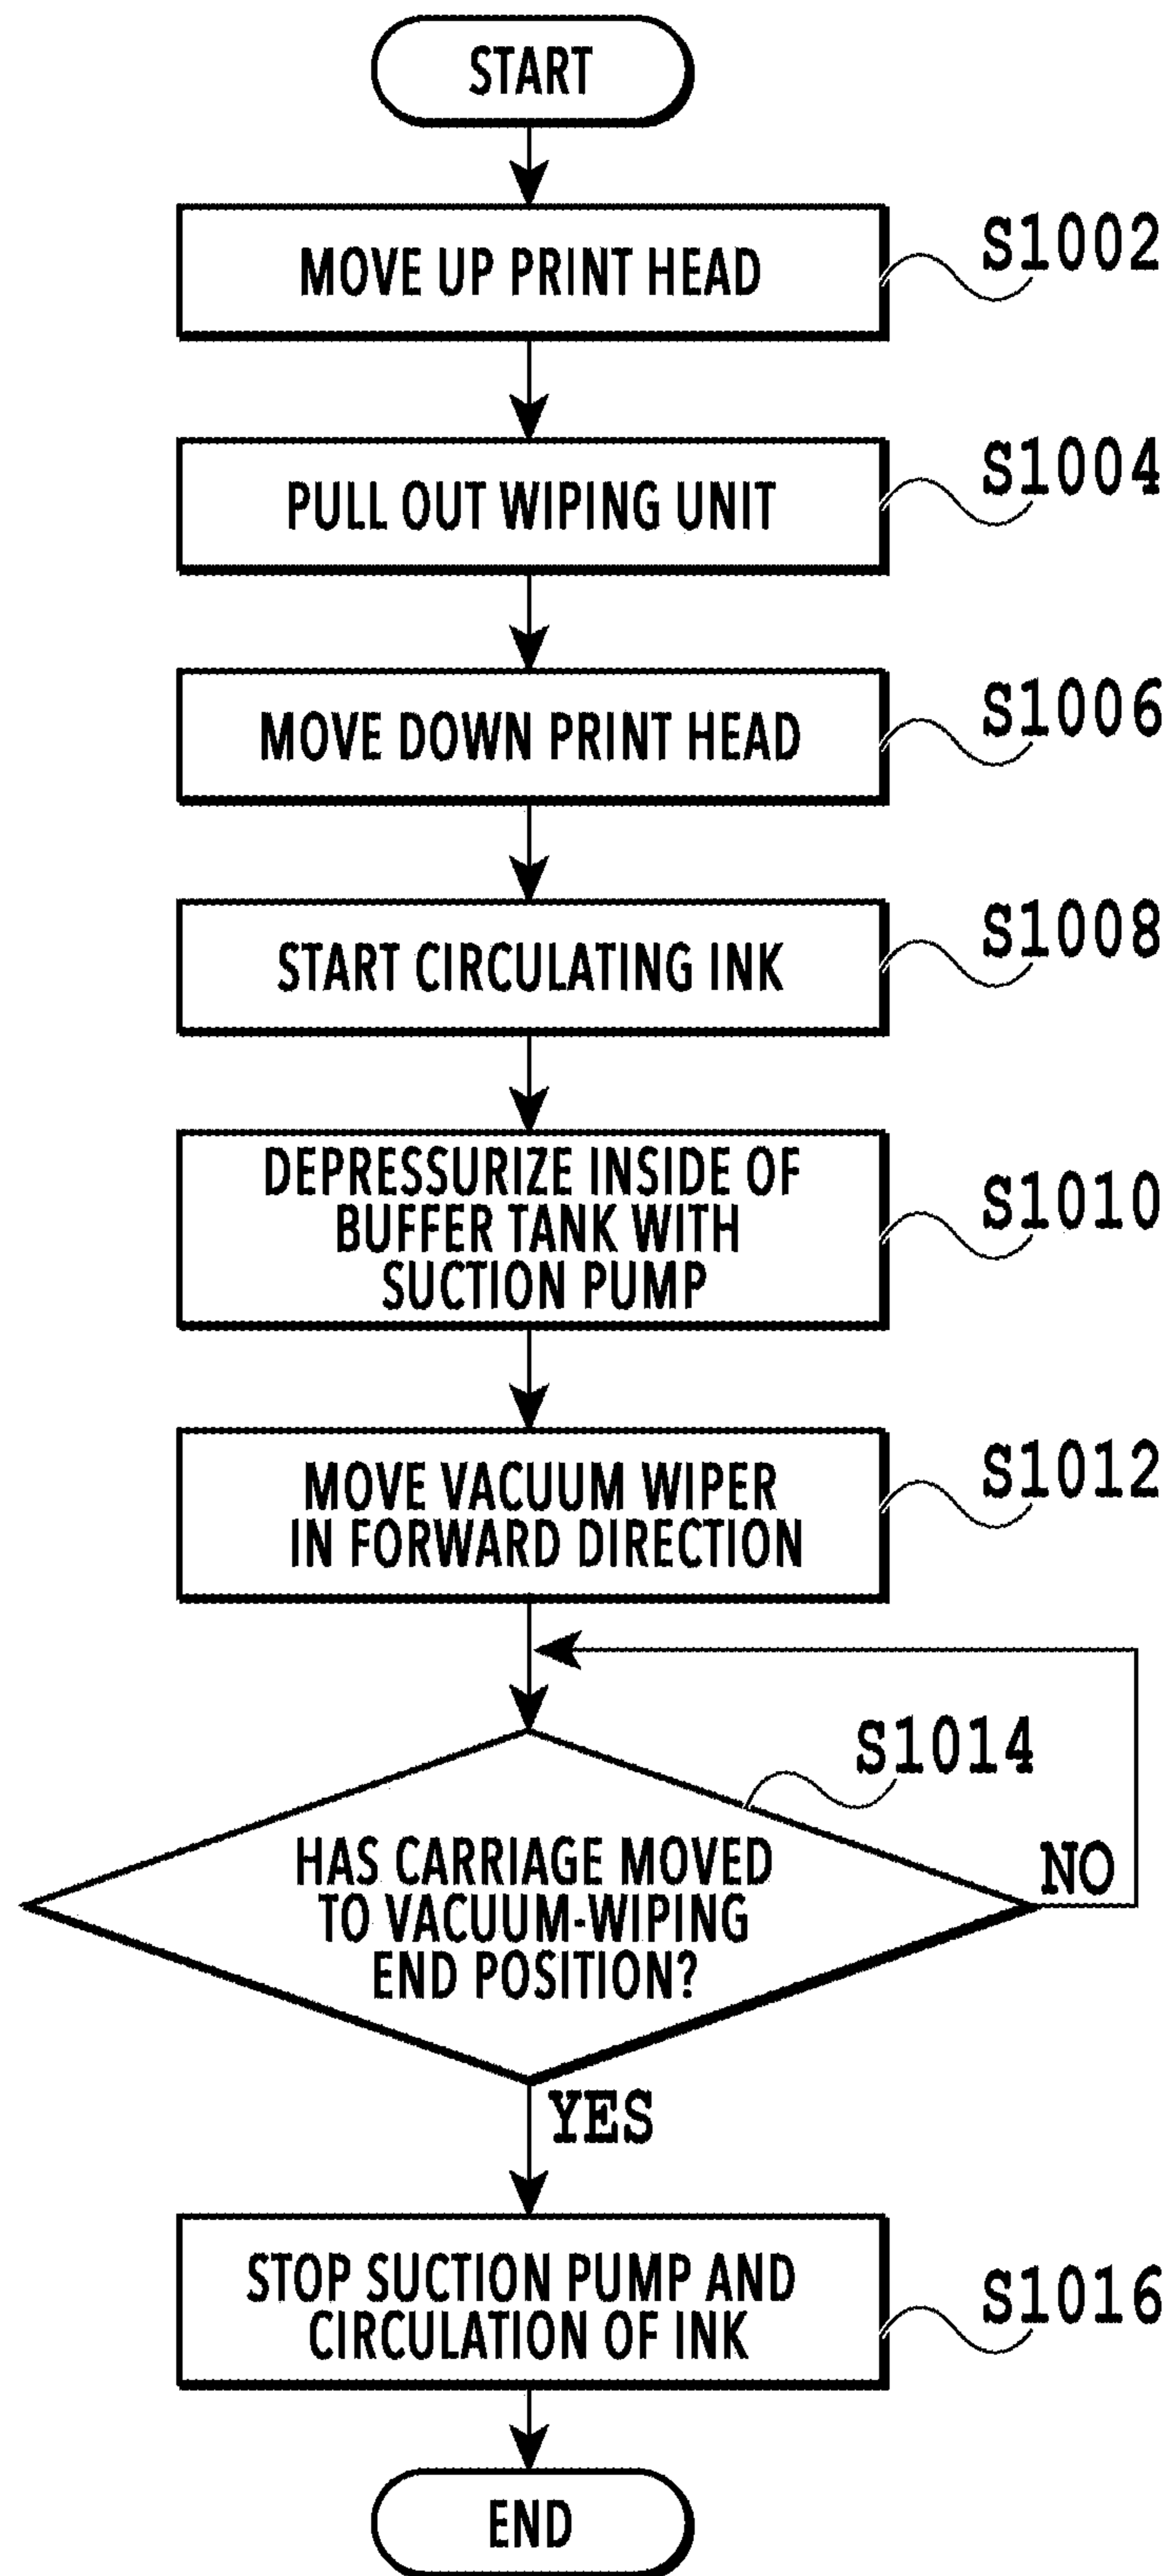 START
MOVE UP PRINT HEAD
S1002
PULL OUT WIPING UNIT
S1004
MOVE DOWN PRINT HEAD
S1006
START CIRCULATING INK
S1008
DEPRESSURIZE INSIDE OF
BUFFER TANK WITH
SUCTION PUMP
S1010
MOVE VACUUM WIPER
IN FORWARD DIRECTION
S1012
S1014
HAS CARRIAGE MOVED
TO VACUUM-WIPING
END POSITION?
NO
YES
STOP SUCTION PUMP AND
CIRCULATION OF INK
S1016
END